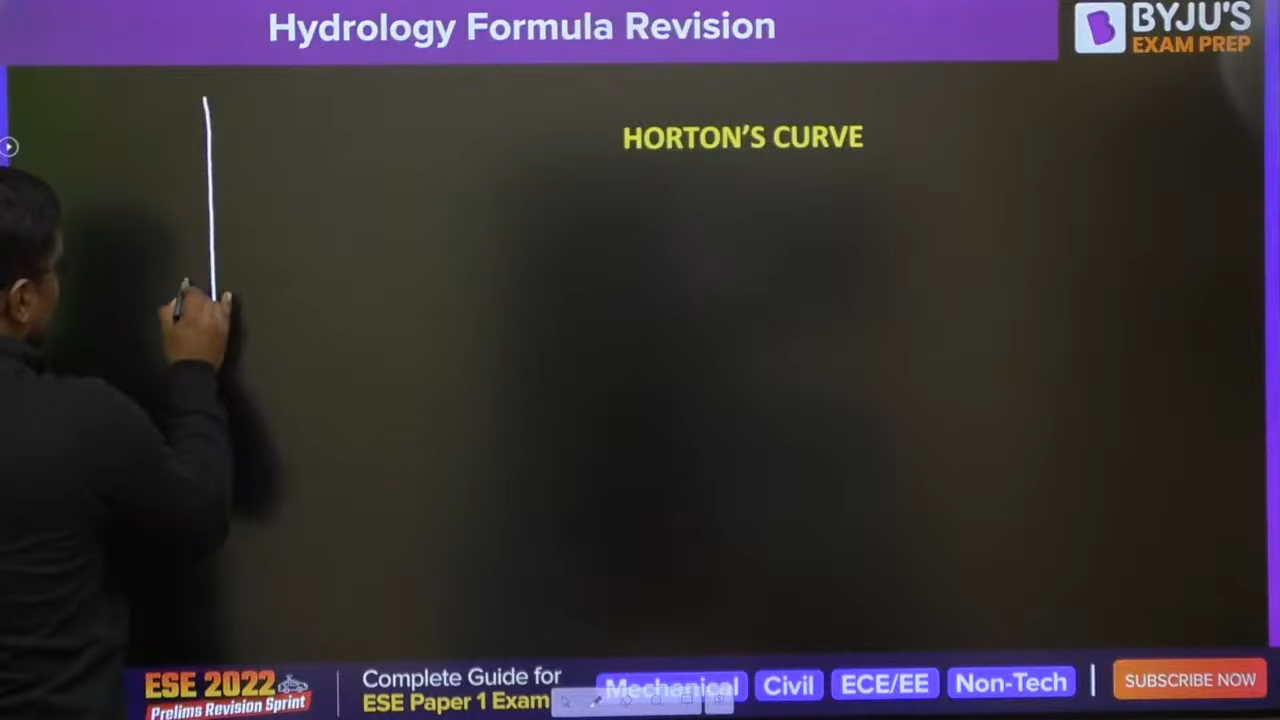 Hydrology Formula Revision
BYJU'S
EXAM PREP
HORTON'S CURVE
ESE 2022
Prelims Revision Sprint
Complete Guide for
ESE Paper 1 Exam
Mechanical
Civil
ECE/EE
Non-Tech
SUBSCRIBE NOW